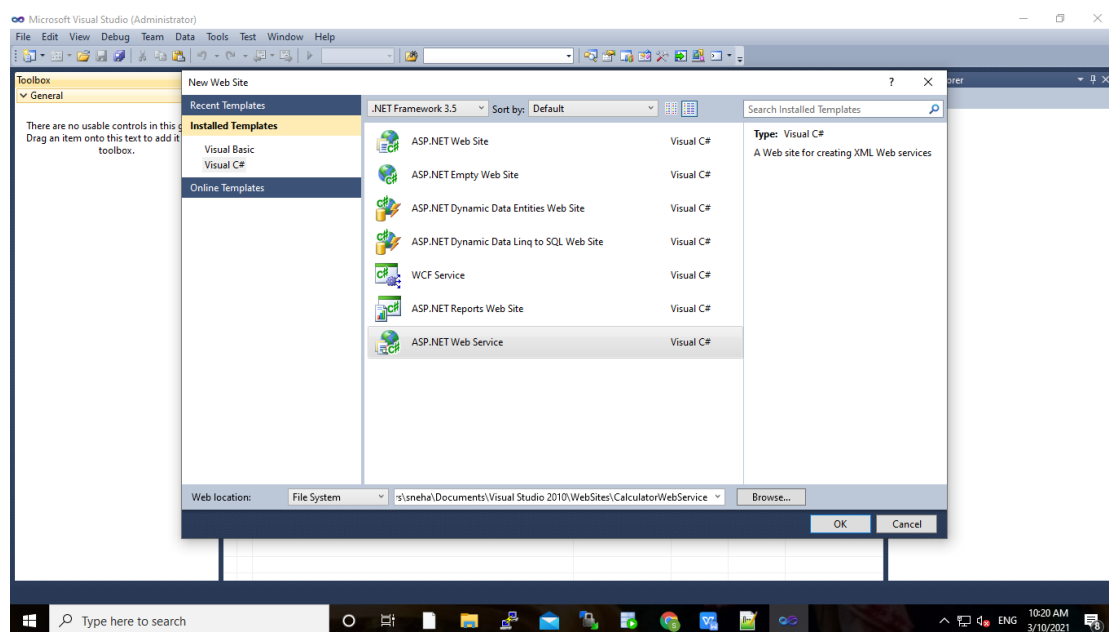 Microsoft Visual Studio (Administrator)
File Edit View Debug Team Data Tools Test Window Help
Toolbox
General
There are no usable controls in this
Drag an item onto this text to add it
toolbox.
New Web Site
Recent Templates
Installed Templates
Visual Basic
Visual C#
Online Templates
.NET Framework 3.5 Sort by: Default
ASP.NET Web Site Visual C#
ASP.NET Empty Web Site Visual C#
ASP.NET Dynamic Data Entities Web Site Visual C#
ASP.NET Dynamic Data Linq to SQL Web Site Visual C#
WCF Service Visual C#
ASP.NET Reports Web Site Visual C#
ASP.NET Web Service Visual C#
Search Installed Templates
Type: Visual C#
A Web site for creating XML Web services
orer
Web location: File System s\sneha\Documents\Visual Studio 2010\WebSites\CalculatorWebService Browse...
OK Cancel
Type here to search
ENG
10:20 AM
3/10/2021
8